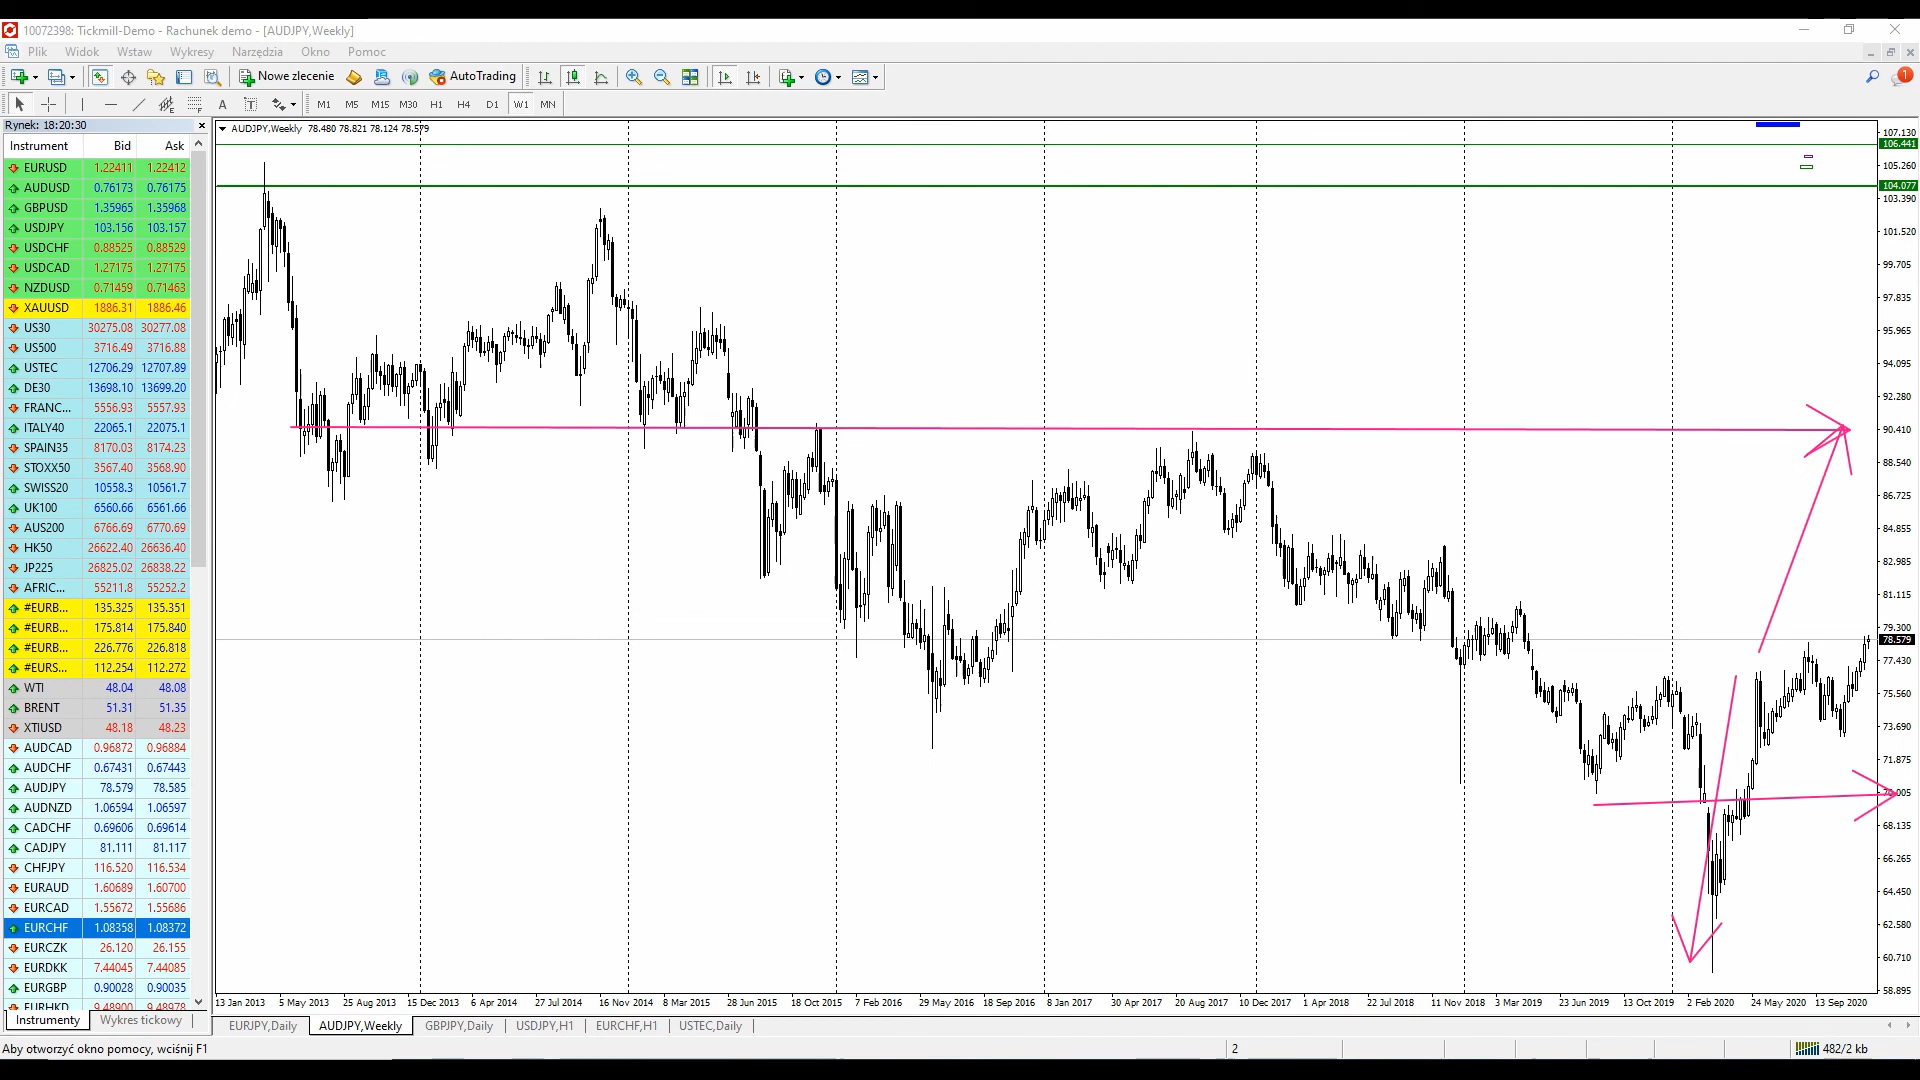 10072398: Tickmill-Demo - Rachunek demo - [AUDJPY,Weekly]
Plik Widok Wstaw Wykresy Narzędzia Okno Pomoc
Nowe zlecenie AutoTrading
1
A T M1 M5 M15 M30 H1 H4 D1 W1 MN
Rynek: 18:20:30
Instrument Bid Ask
EURUSD 1.22411 1.22412
AUDUSD 0.76173 0.76175
GBPUSD 1.35965 1.35968
USDJPY 103.156 103.157
USDCHF 0.88525 0.88529
USDCAD 1.27175 1.27175
NZDUSD 0.71459 0.71463
XAUUSD 1886.31 1886.46
US30 30275.08 30277.08
US500 3716.49 3716.88
USTEC 12706.29 12707.89
DE30 13698.10 13699.20
FRANC... 5556.93 5557.93
ITALY40 22065.1 22075.1
SPAIN35 8170.03 8174.23
STOXX50 3567.40 3568.90
SWISS20 10558.3 10561.7
UK100 6560.66 6561.66
AUS200 6766.69 6770.69
HK50 26622.40 26636.40
JP225 26825.02 26838.22
AFRIC... 55211.8 55252.2
#EURB... 135.325 135.351
#EURB... 175.814 175.840
#EURB... 226.776 226.818
#EURS... 112.254 112.272
WTI 48.04 48.08
BRENT 51.31 51.35
XTIUSD 48.18 48.23
AUDCAD 0.96872 0.96884
AUDCHF 0.67431 0.67443
AUDJPY 78.579 78.585
AUDNZD 1.06594 1.06597
CADCHF 0.69606 0.69614
CADJPY 81.111 81.117
CHFJPY 116.520 116.534
EURAUD 1.60689 1.60700
EURCAD 1.55672 1.55686
EURCHF 1.08358 1.08372
EURCZK 26.120 26.155
EURDKK 7.44045 7.44085
EURGBP 0.90028 0.90035
EURHKD 9.48900 9.48978
Instrumenty Wykres tickowy
AUDJPY,Weekly 78.480 78.821 78.124 78.579
107.130
106.441
105.260
104.077
103.390
101.520
99.705
97.835
95.965
94.095
92.280
90.410
88.540
86.725
84.855
82.985
81.115
79.300
78.579
77.430
75.560
73.690
71.875
70.005
68.135
66.265
64.450
62.580
60.710
58.895
13 Jan 2013 5 May 2013 25 Aug 2013 15 Dec 2013 6 Apr 2014 27 Jul 2014 16 Nov 2014 8 Mar 2015 28 Jun 2015 18 Oct 2015 7 Feb 2016 29 May 2016 18 Sep 2016 8 Jan 2017 30 Apr 2017 20 Aug 2017 10 Dec 2017 1 Apr 2018 22 Jul 2018 11 Nov 2018 3 Mar 2019 23 Jun 2019 13 Oct 2019 2 Feb 2020 24 May 2020 13 Sep 2020
EURJPY,Daily AUDJPY,Weekly GBPJPY,Daily USDJPY,H1 EURCHF,H1 USTEC,Daily
Aby otworzyć okno pomocy, wciśnij F1 2 482/2 kb